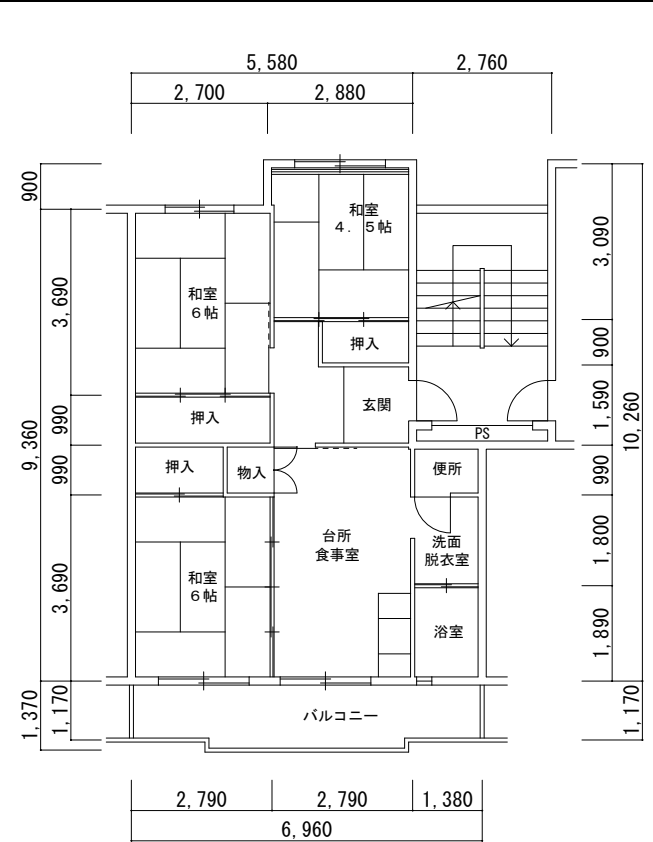 5,580
2,760
2,700
2,880
900
3,690
990
9,360
990
3,690
1,370
1,170
和室
4.5帖
和室
6帖
押入
押入
玄関
PS
押入
物入
便所
台所
食事室
洗面
脱衣室
和室
6帖
浴室
バルコニー
3,090
900
1,590
10,260
990
1,800
1,890
1,170
2,790
2,790
1,380
6,960